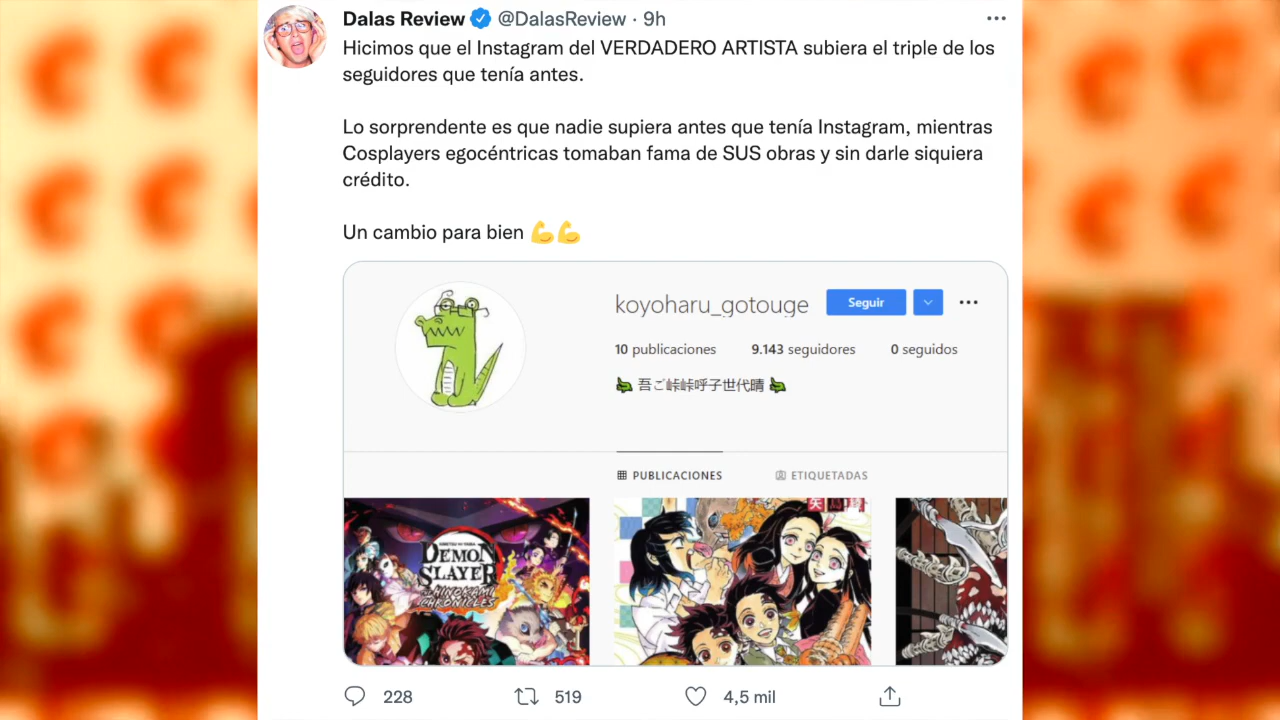 Dalas Review @DalasReview · 9h
Hicimos que el Instagram del VERDADERO ARTISTA subiera el triple de los
seguidores que tenía antes.
Lo sorprendente es que nadie supiera antes que tenía Instagram, mientras
Cosplayers egocéntricas tomaban fama de SUS obras y sin darle siquiera
crédito.
Un cambio para bien 💪💪
koyoharu_gotouge Seguir
10 publicaciones 9.143 seguidores 0 seguidos
🐊 吾ご峠峠呼子世代晴 🐊
PUBLICACIONES ETIQUETADAS
DEMON
SLAYER
HINOKAMI
CHRONICLES
228 519 4,5 mil